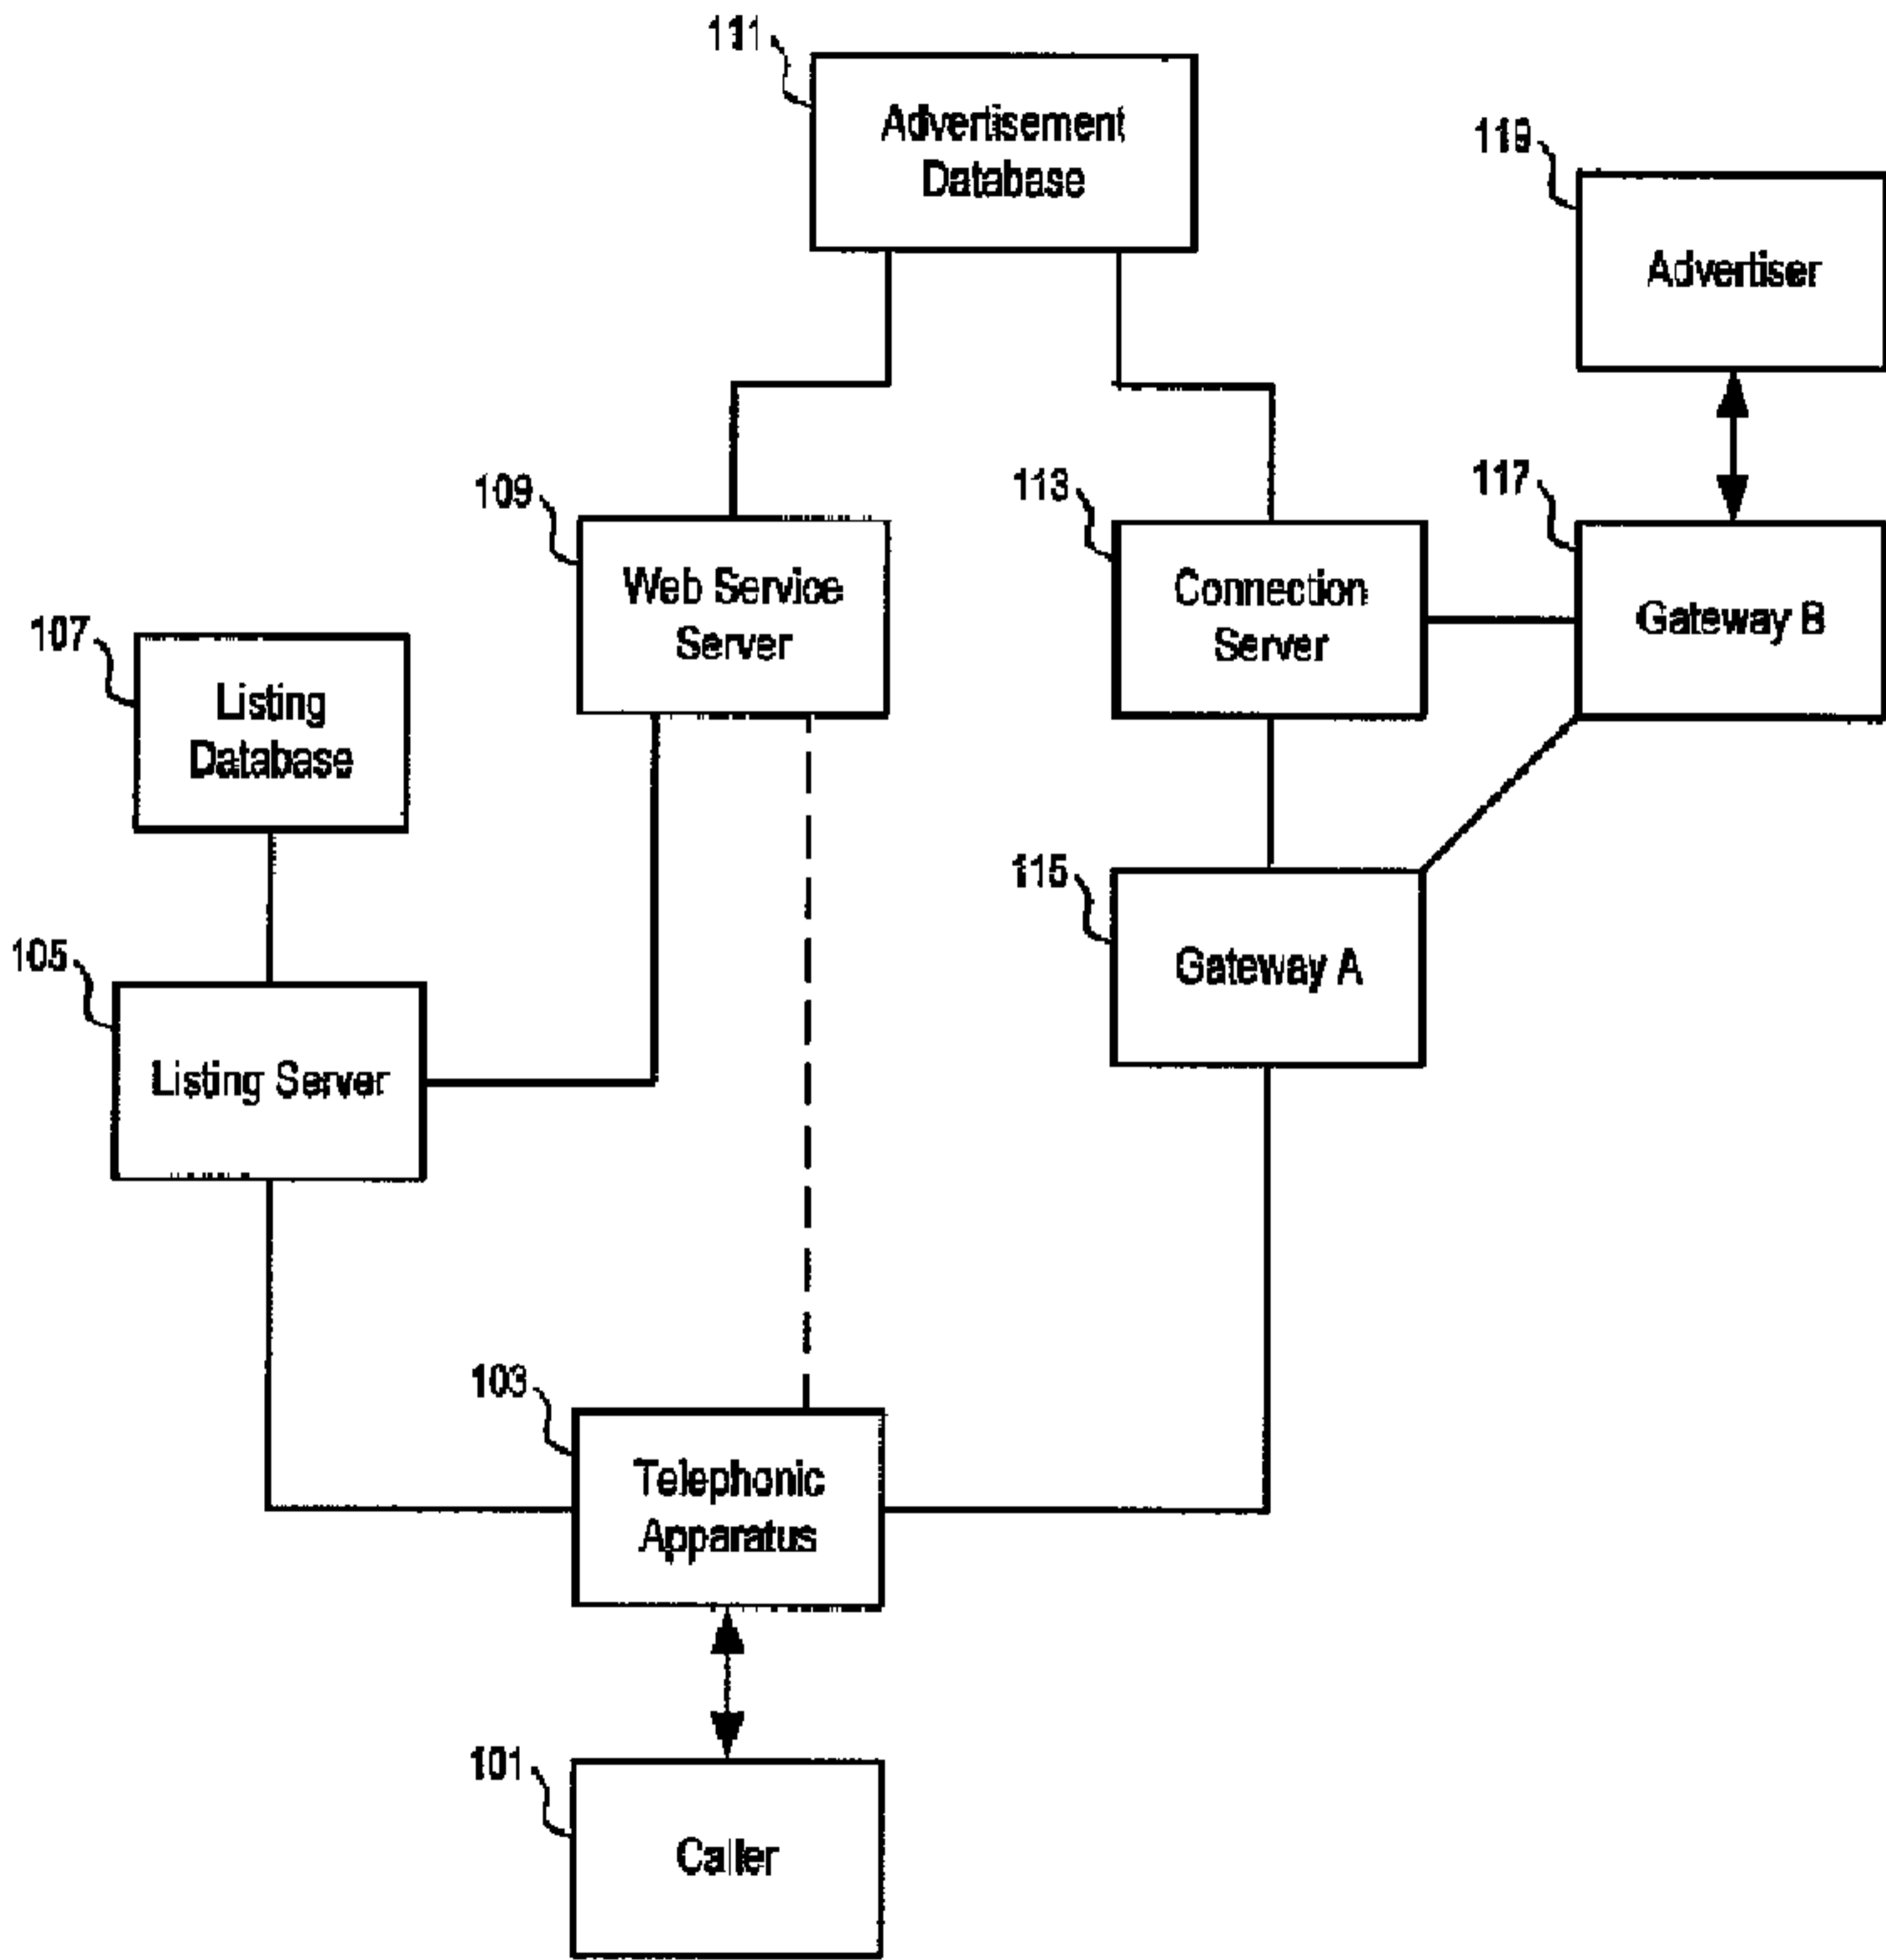 111
Advertisement
Database
119
Advertiser
109
Web Service
Server
113
Connection
Server
117
Gateway B
107
Listing
Database
115
Gateway A
105
Listing Server
103
Telephonic
Apparatus
101
Caller